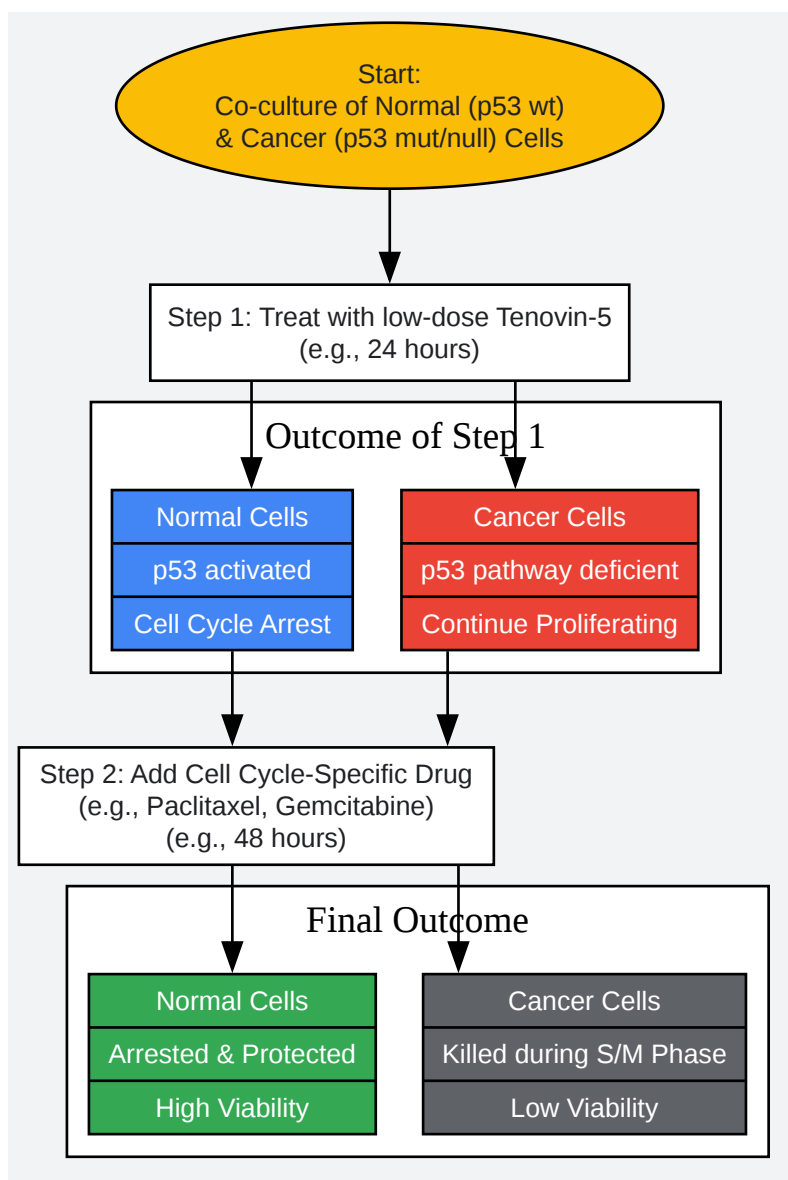 Start:
Co-culture of Normal (p53 wt)
& Cancer (p53 mut/null) Cells
Step 1: Treat with low-dose Tenovin-5
(e.g., 24 hours)
Outcome of Step 1
Normal Cells
p53 activated
Cell Cycle Arrest
Cancer Cells
p53 pathway deficient
Continue Proliferating
Step 2: Add Cell Cycle-Specific Drug
(e.g., Paclitaxel, Gemcitabine)
(e.g., 48 hours)
Final Outcome
Normal Cells
Arrested & Protected
High Viability
Cancer Cells
Killed during S/M Phase
Low Viability